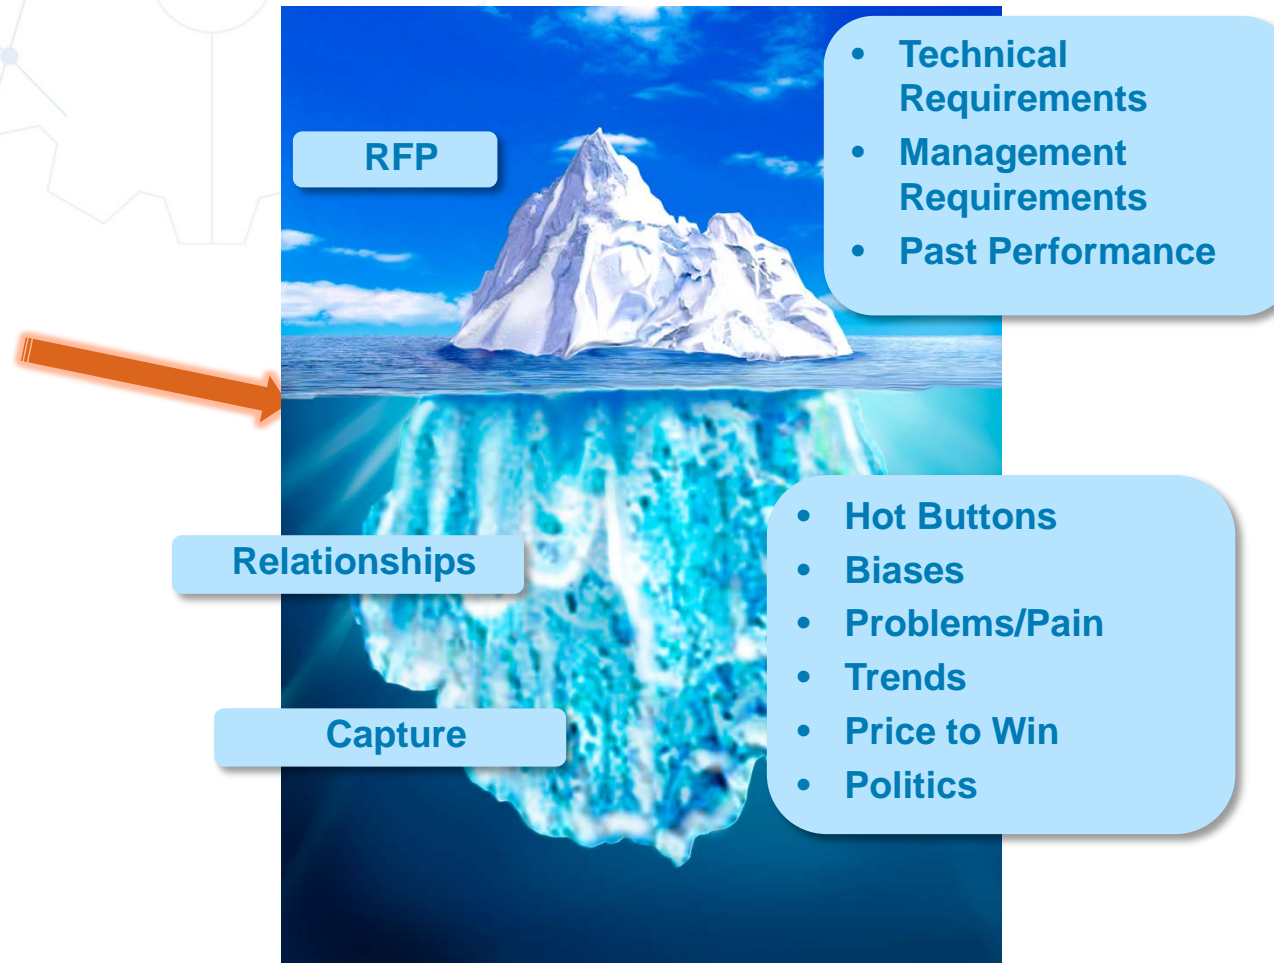 RFP
• Technical
Requirements
• Management
Requirements
• Past Performance
Relationships
Capture
• Hot Buttons
• Biases
• Problems/Pain
• Trends
• Price to Win
• Politics